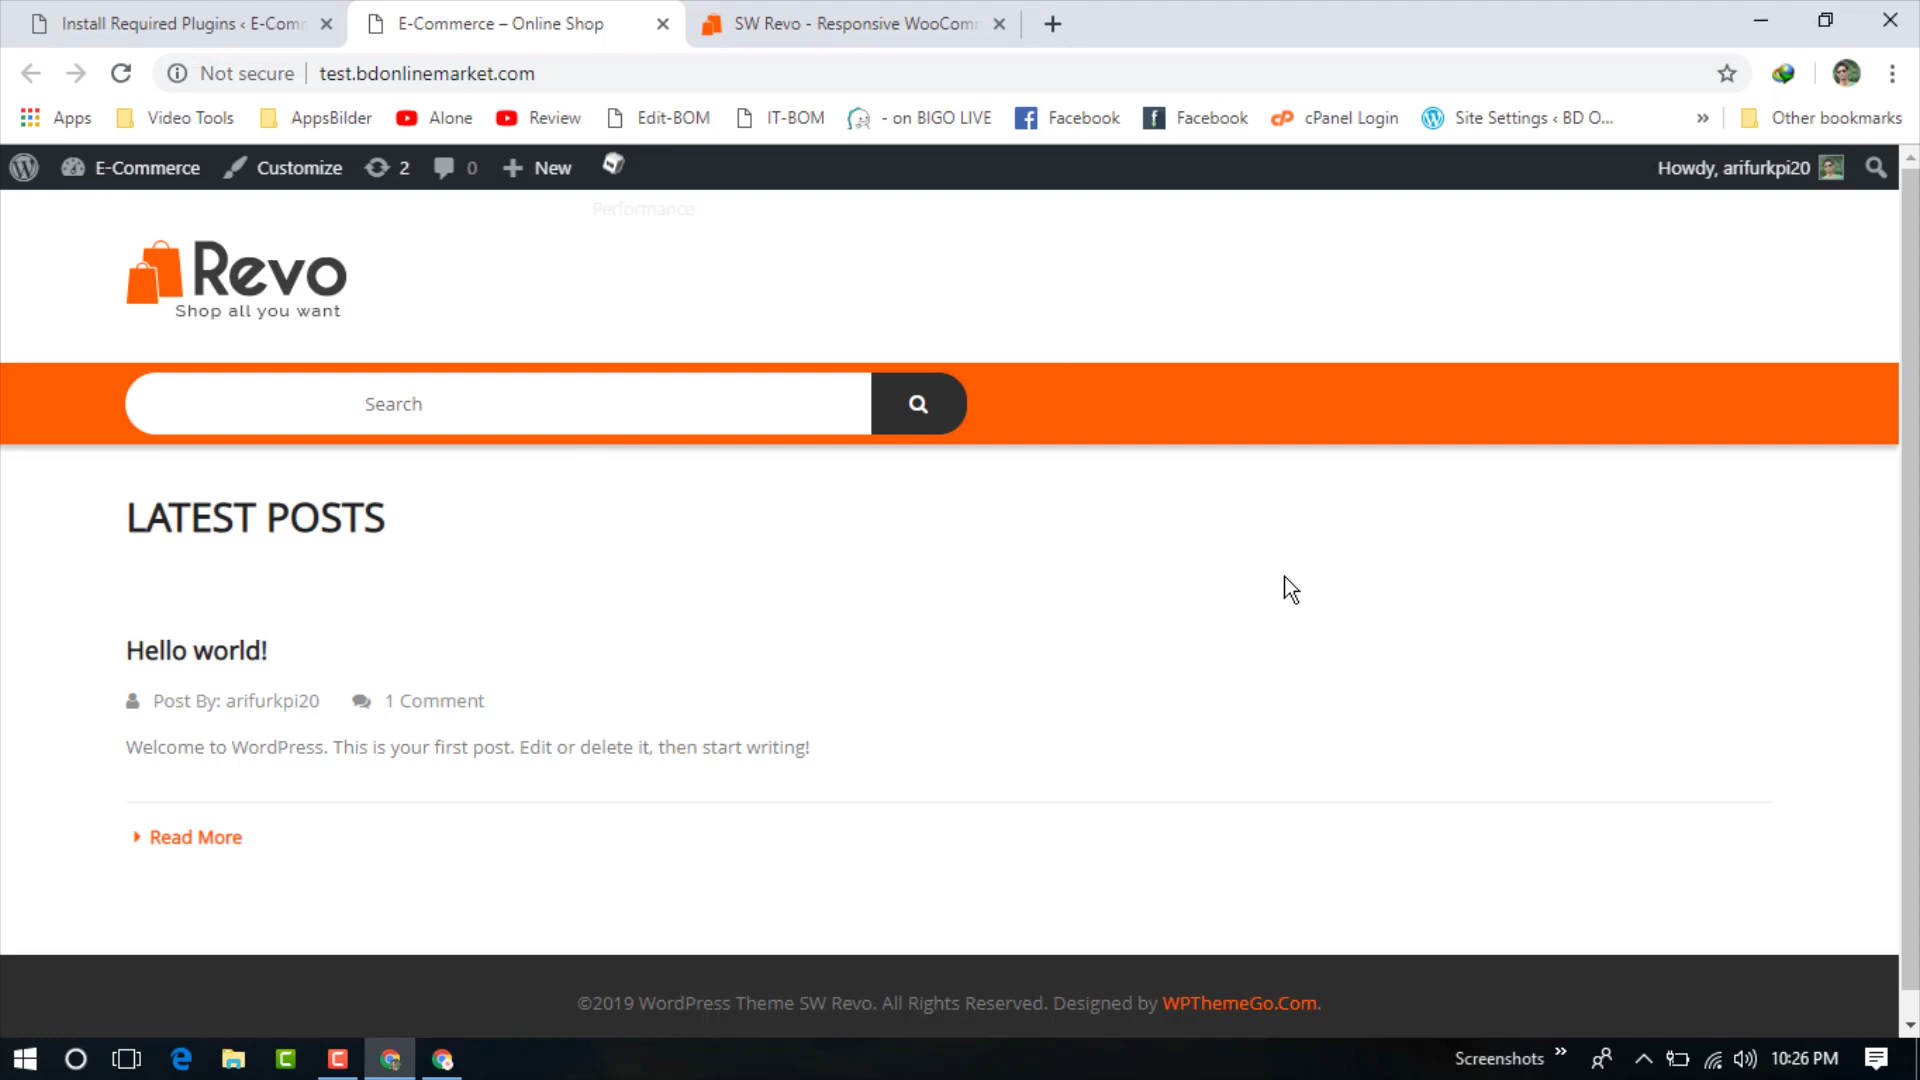 Install Required Plugins ‹ E-Com
E-Commerce – Online Shop
SW Revo - Responsive WooComm
Not secure
test.bdonlinemarket.com
Apps
Video Tools
AppsBilder
Alone
Review
Edit-BOM
IT-BOM
- on BIGO LIVE
Facebook
f Facebook
cP cPanel Login
Site Settings ‹ BD O...
»
Other bookmarks
E-Commerce
Customize
2
0
New
Howdy, arifurkpi20
Performance
Revo
Shop all you want
Search
LATEST POSTS
Hello world!
Post By: arifurkpi20
1 Comment
Welcome to WordPress. This is your first post. Edit or delete it, then start writing!
Read More
©2019 WordPress Theme SW Revo. All Rights Reserved. Designed by WPThemeGo.Com.
Screenshots
»
10:26 PM